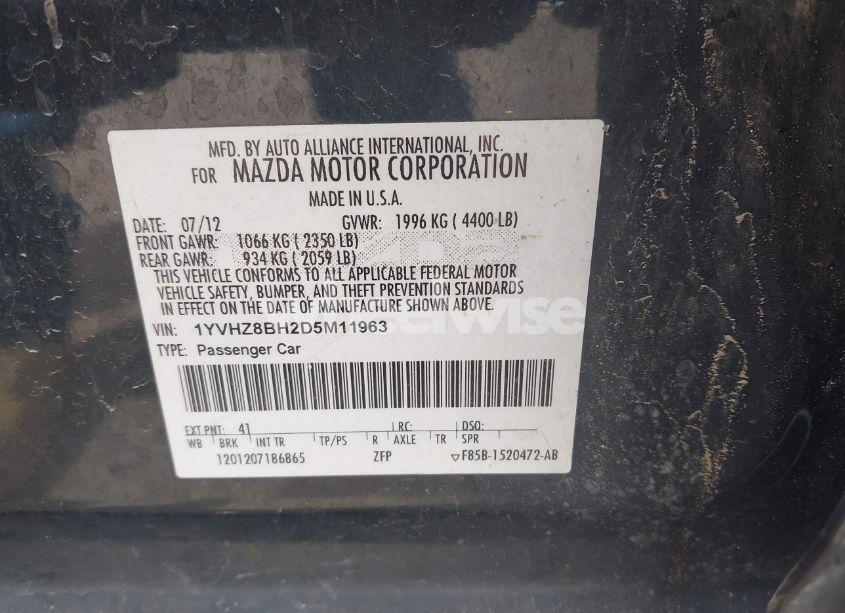 MFD. BY AUTO ALLIANCE INTERNATIONAL, INC.
FOR MAZDA MOTOR CORPORATION
MADE IN U.S.A.
DATE: 07/12 GVWR: 1996 KG ( 4400 LB)
FRONT GAWR: 1066 KG ( 2350 LB)
REAR GAWR: 934 KG ( 2059 LB)
THIS VEHICLE CONFORMS TO ALL APPLICABLE FEDERAL MOTOR
VEHICLE SAFETY, BUMPER, AND THEFT PREVENTION STANDARDS
IN EFFECT ON THE DATE OF MANUFACTURE SHOWN ABOVE.
VIN: 1YVHZ8BH2D5M11963
TYPE: Passenger Car
EXT PNT: 41 RC: DSO:
WB BRK INT TR TP/PS R AXLE TR SPR
1201207186865 ZFP F85B-1520472-AB